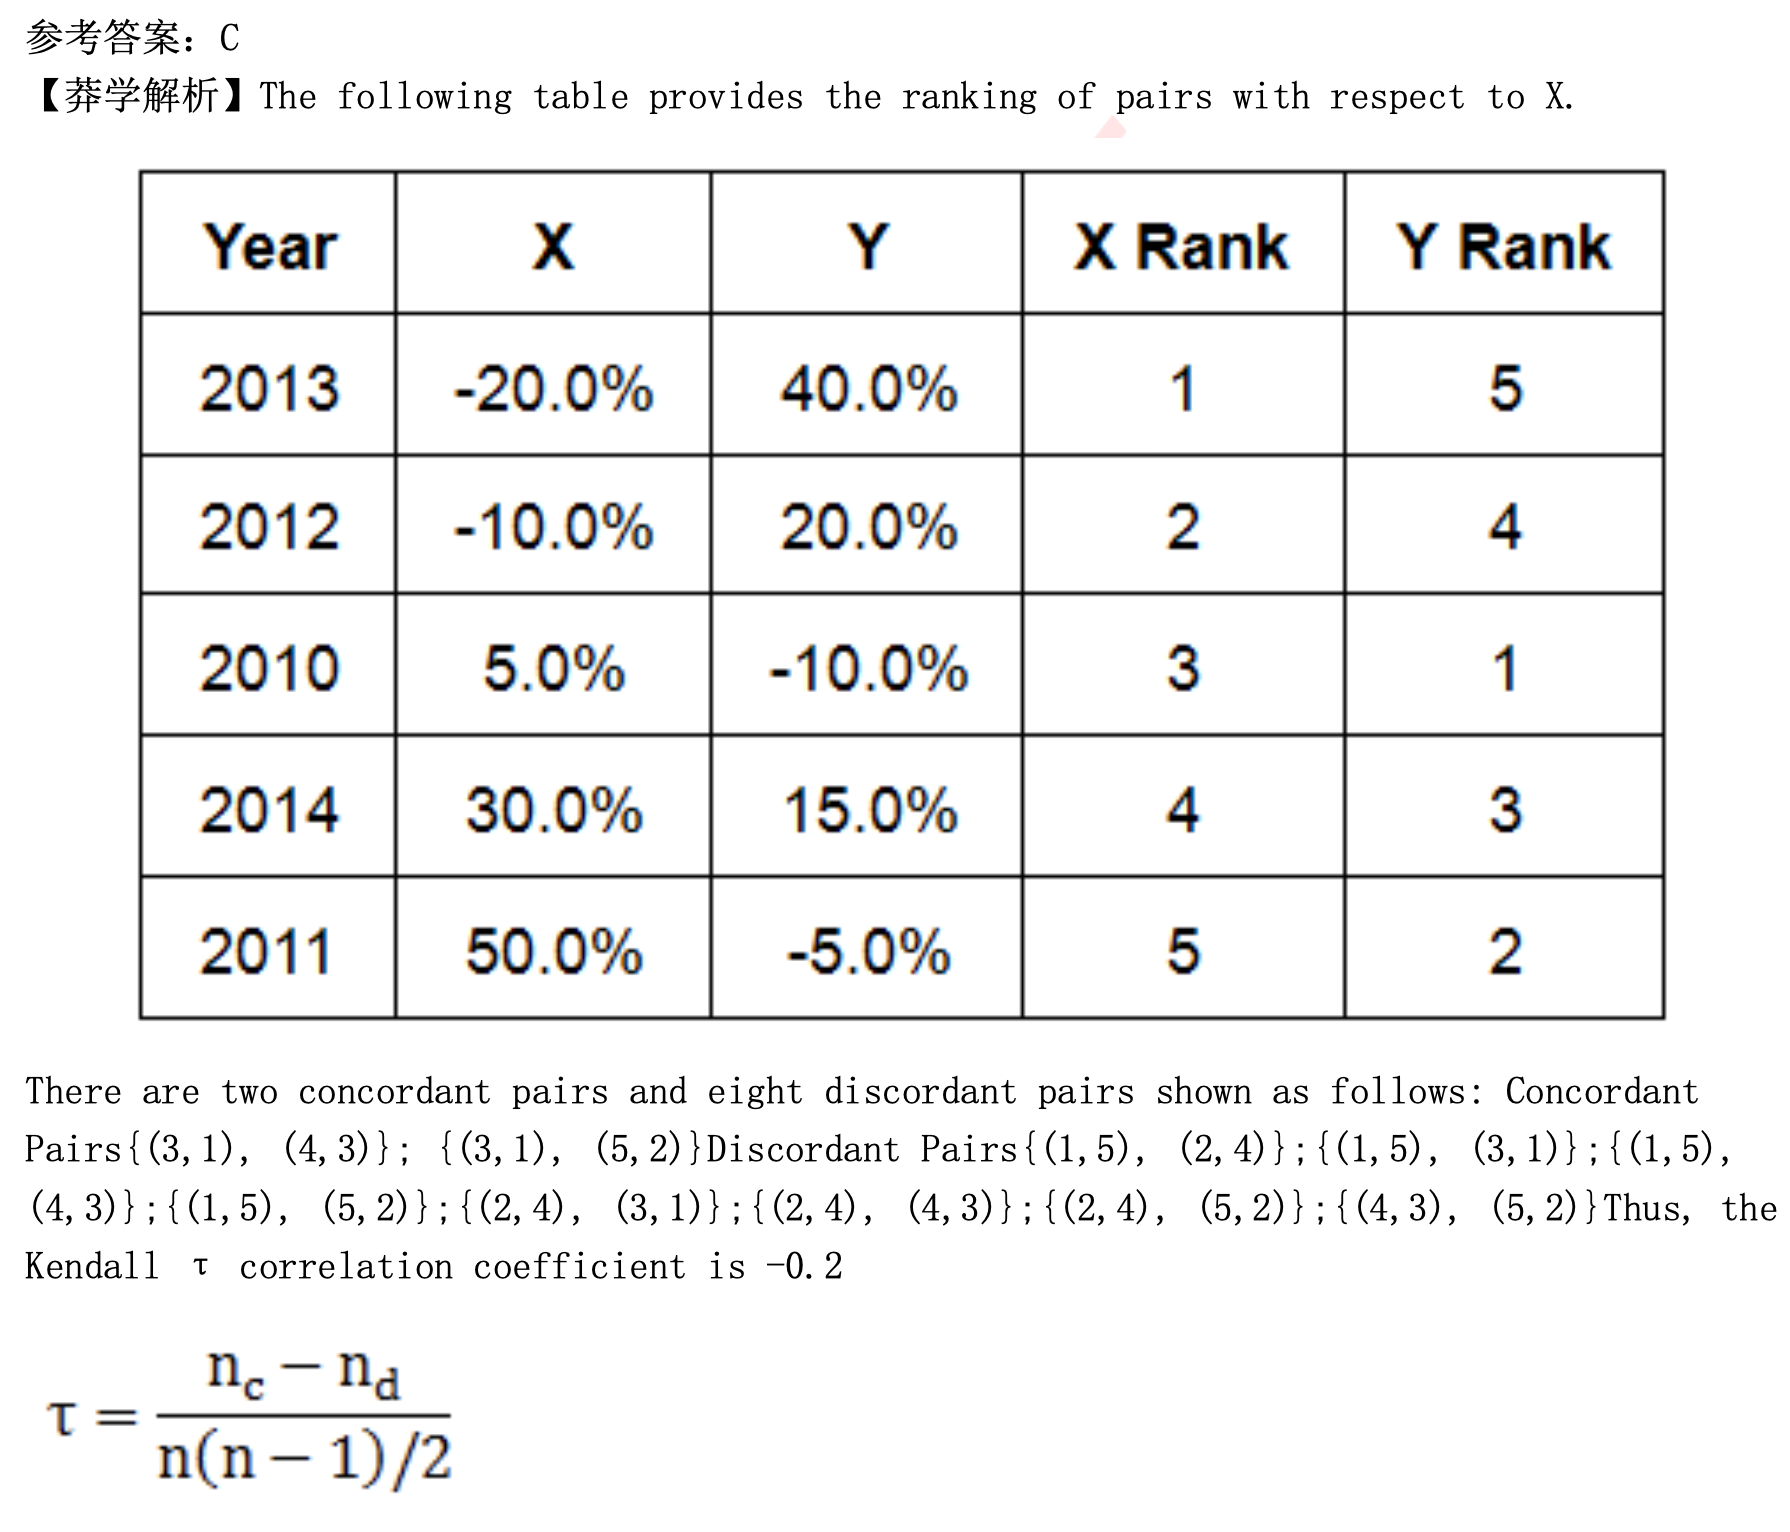 参考答案：C
【莽学解析】The following table provides the ranking of pairs with respect to X.
Year X Y X Rank Y Rank
2013 -20.0% 40.0% 1 5
2012 -10.0% 20.0% 2 4
2010 5.0% -10.0% 3 1
2014 30.0% 15.0% 4 3
2011 50.0% -5.0% 5 2
There are two concordant pairs and eight discordant pairs shown as follows: Concordant
Pairs{(3,1), (4,3)}; {(3,1), (5,2)}Discordant Pairs{(1,5), (2,4)};{(1,5), (3,1)};{(1,5),
(4,3)};{(1,5), (5,2)};{(2,4), (3,1)};{(2,4), (4,3)};{(2,4), (5,2)};{(4,3), (5,2)}Thus, the
Kendall τ correlation coefficient is -0.2
τ = (n_c − n_d) / (n(n − 1)/2)